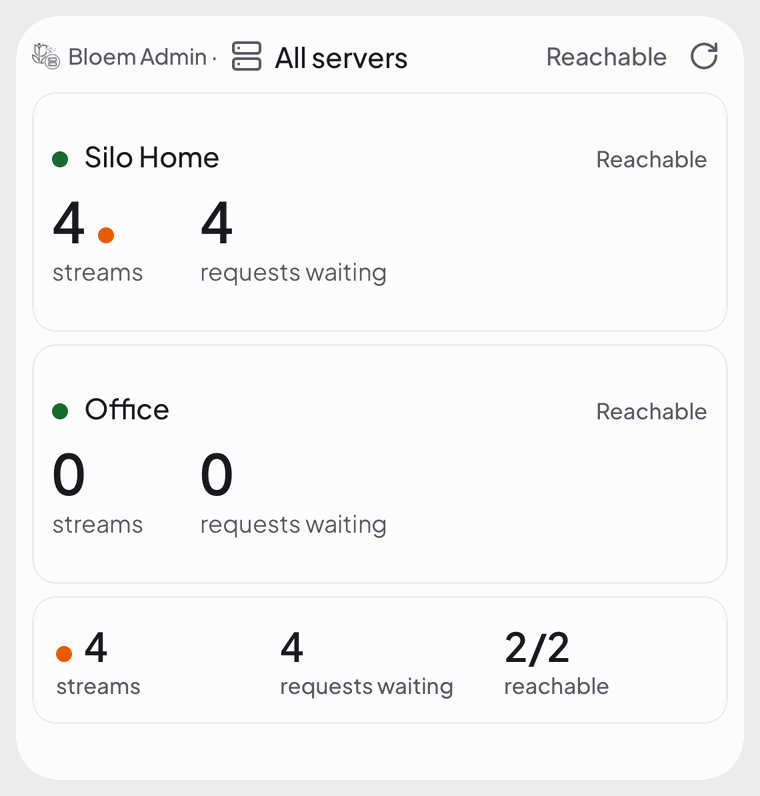 Bloem Admin · All servers Reachable
Silo Home Reachable
4 4
streams requests waiting
Office Reachable
0 0
streams requests waiting
4 4 2/2
streams requests waiting reachable